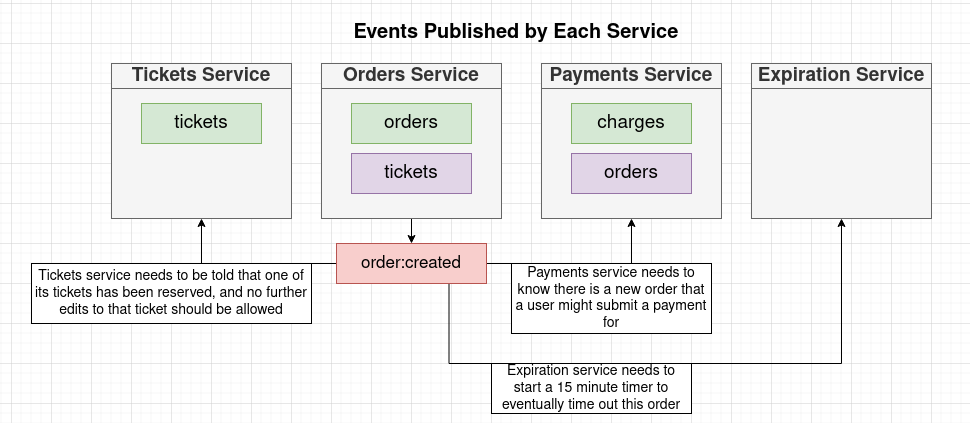 Events Published by Each Service
Tickets Service
Orders Service
Payments Service
Expiration Service
tickets
orders
charges
tickets
orders
order:created
Tickets service needs to be told that one of
its tickets has been reserved, and no further
edits to that ticket should be allowed
Payments service needs to
know there is a new order that
a user might submit a payment
for
Expiration service needs to
start a 15 minute timer to
eventually time out this order